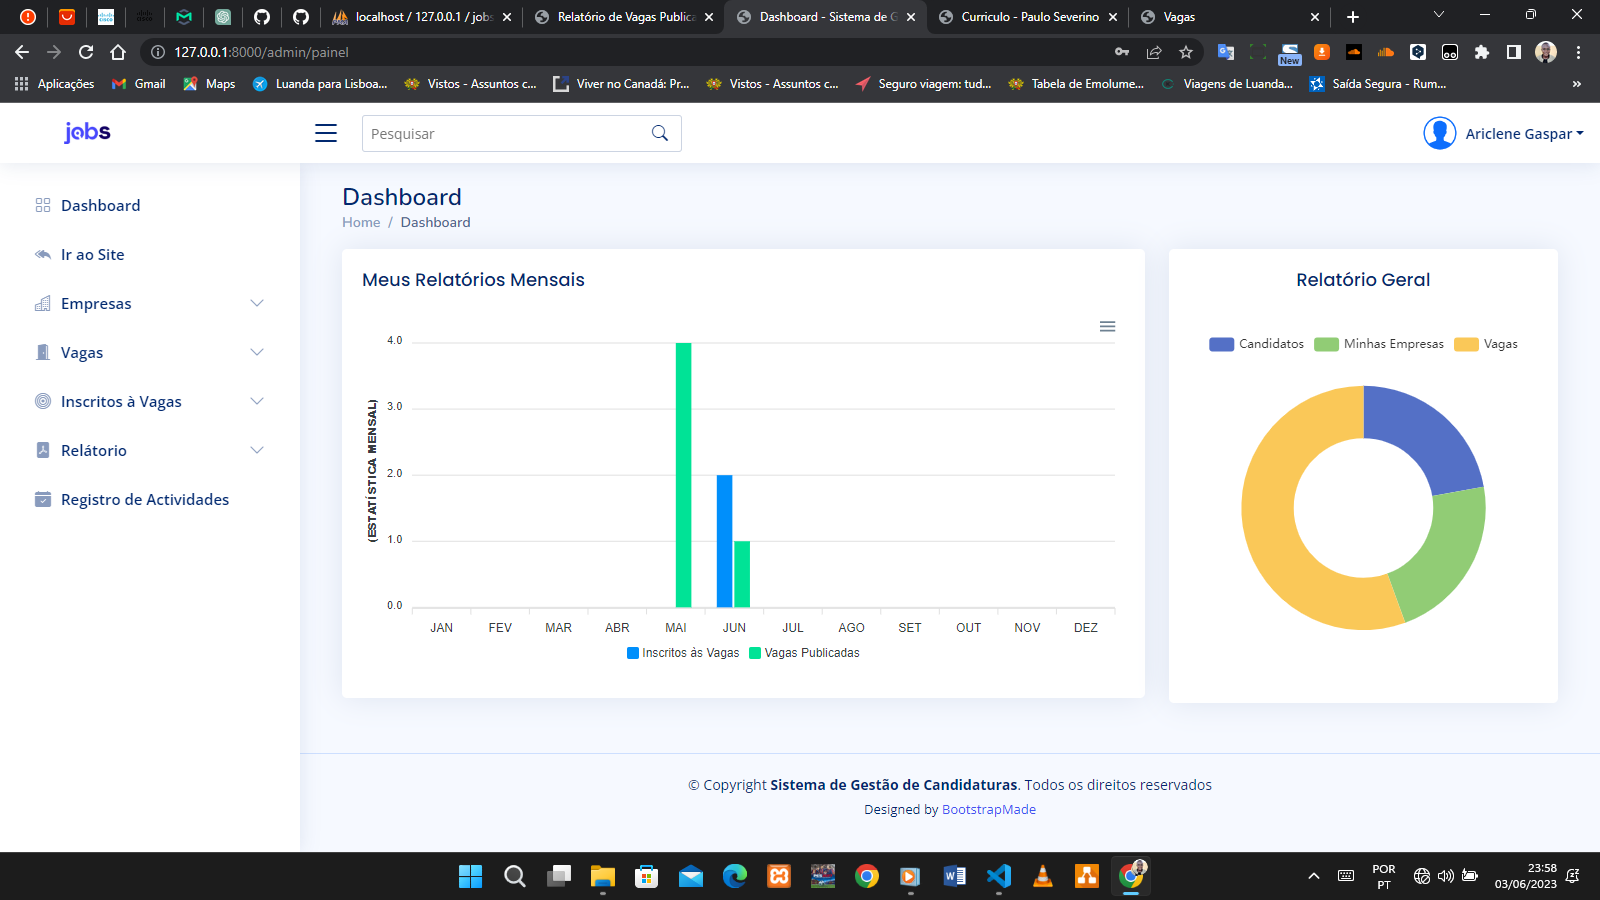 localhost / 127.0.0.1 / jobs
Relatório de Vagas Publica
Dashboard - Sistema de G
Curriculo - Paulo Severino
Vagas
127.0.0.1:8000/admin/painel
New
Aplicações
Gmail
Maps
Luanda para Lisboa...
Vistos - Assuntos c...
Viver no Canadá: Pr...
Vistos - Assuntos c...
Seguro viagem: tud...
Tabela de Emolume...
Viagens de Luanda...
Saída Segura - Rum...
»
jobs
Pesquisar
Ariclene Gaspar
Dashboard
Ir ao Site
Empresas
Vagas
Inscritos à Vagas
Relátorio
Registro de Actividades
Dashboard
Home / Dashboard
Meus Relatórios Mensais
(ESTATÍSTICA MENSAL)
4.0
3.0
2.0
1.0
0.0
JAN FEV MAR ABR MAI JUN JUL AGO SET OUT NOV DEZ
Inscritos às Vagas Vagas Publicadas
Relatório Geral
Candidatos Minhas Empresas Vagas
© Copyright Sistema de Gestão de Candidaturas. Todos os direitos reservados
Designed by BootstrapMade
POR
PT
23:58
03/06/2023